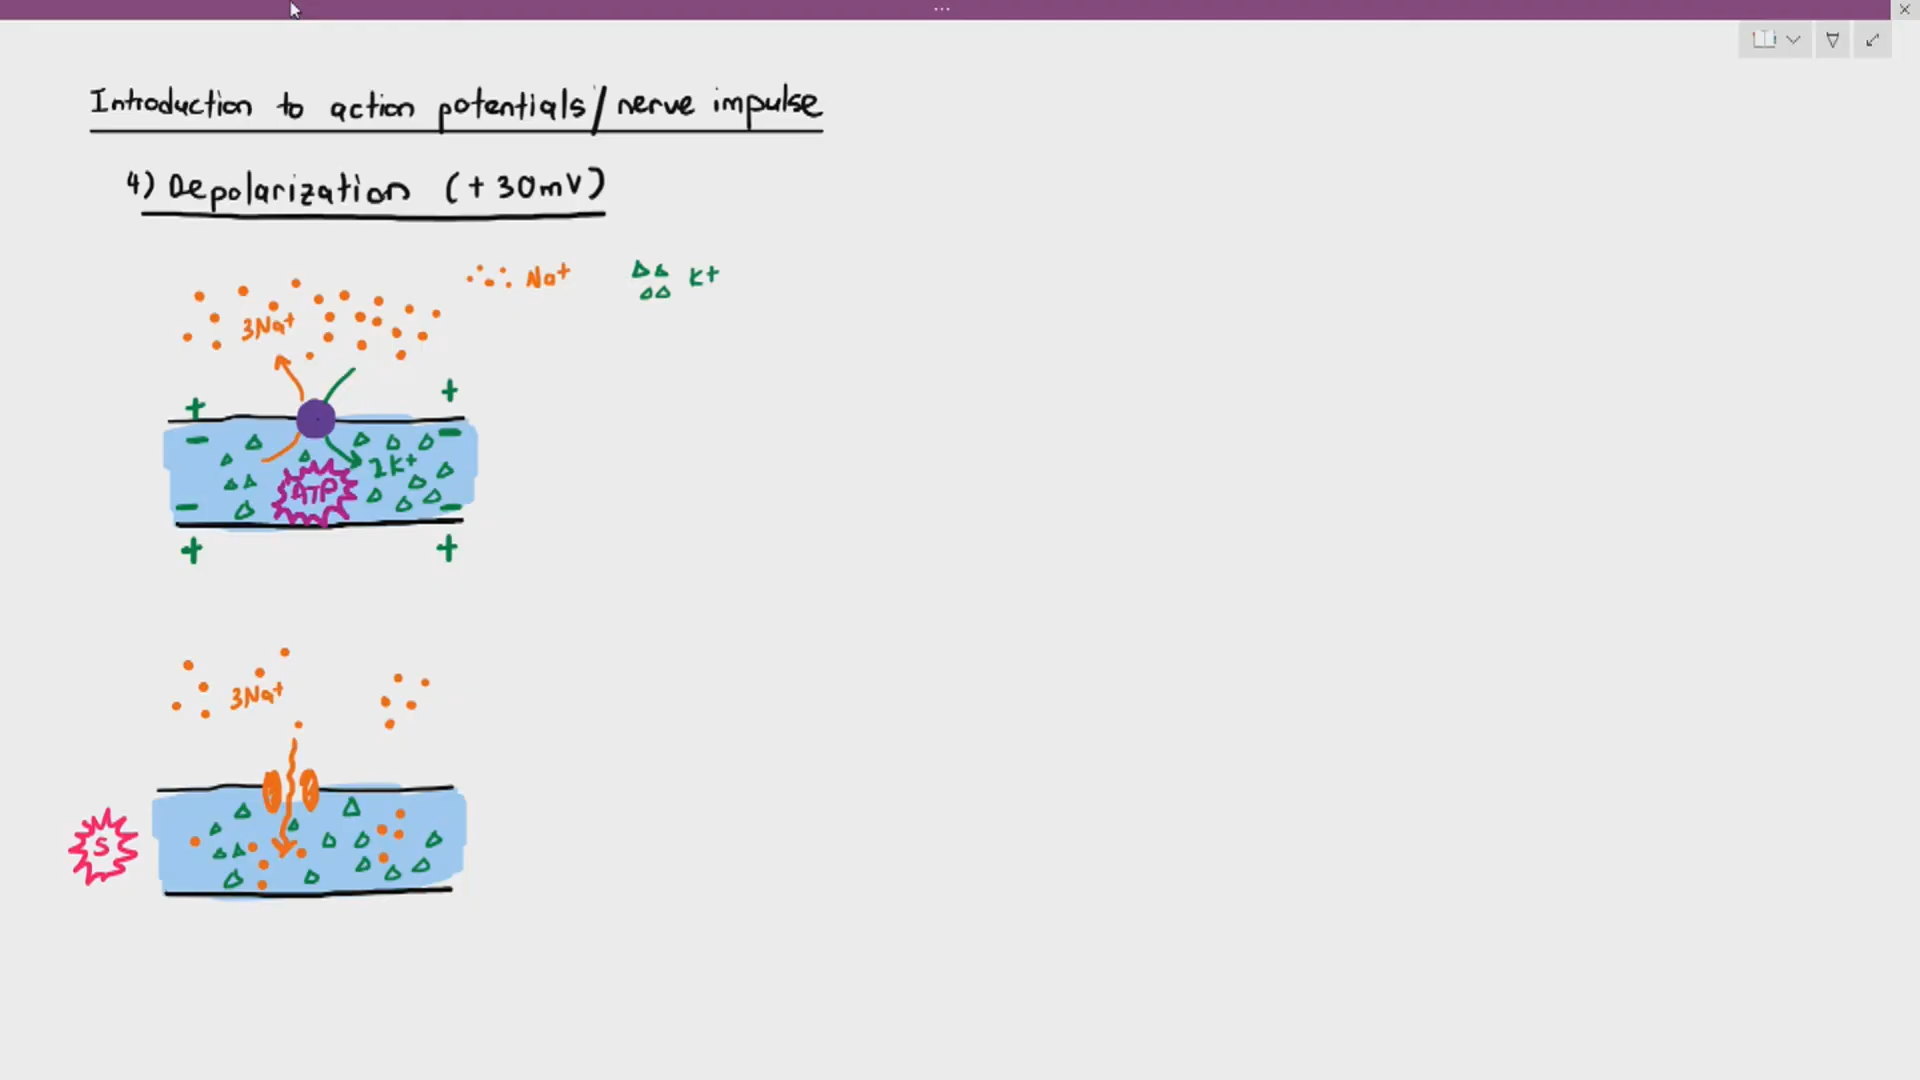 Introduction to action potentials/nerve impulse
4) Depolarization (+30mV)
Na+
K+
3Na+
+ +
- -
2K+
ATP
- -
+ +
3Na+
S